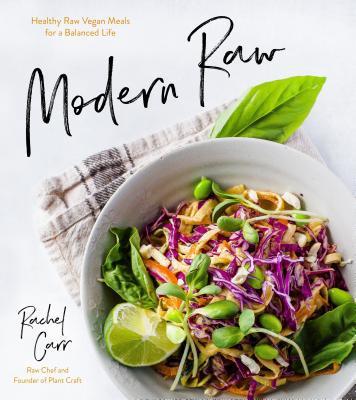 Healthy Raw Vegan Meals
for a Balanced Life
Modern Raw
Rachel
Carr
Raw Chef and
Founder of Plant Craft